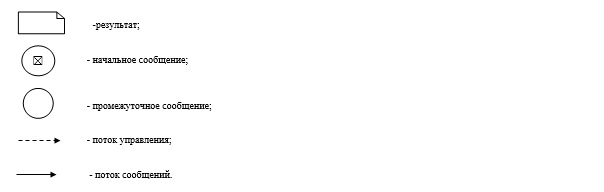 -результат;
- начальное сообщение;
- промежуточное сообщение;
- поток управления;
- поток сообщений.